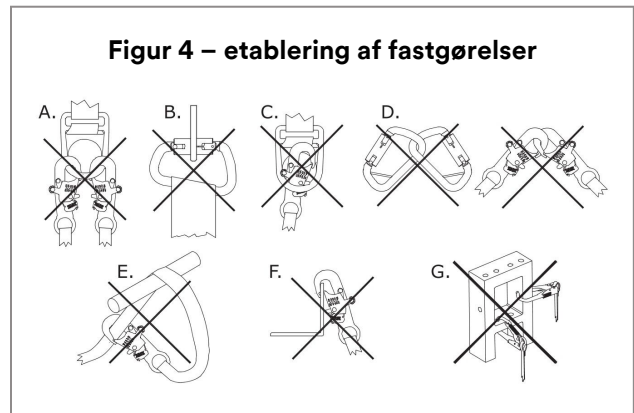 Figur 4 – etablering af fastgørelser
A.
B.
C.
D.
E.
F.
G.